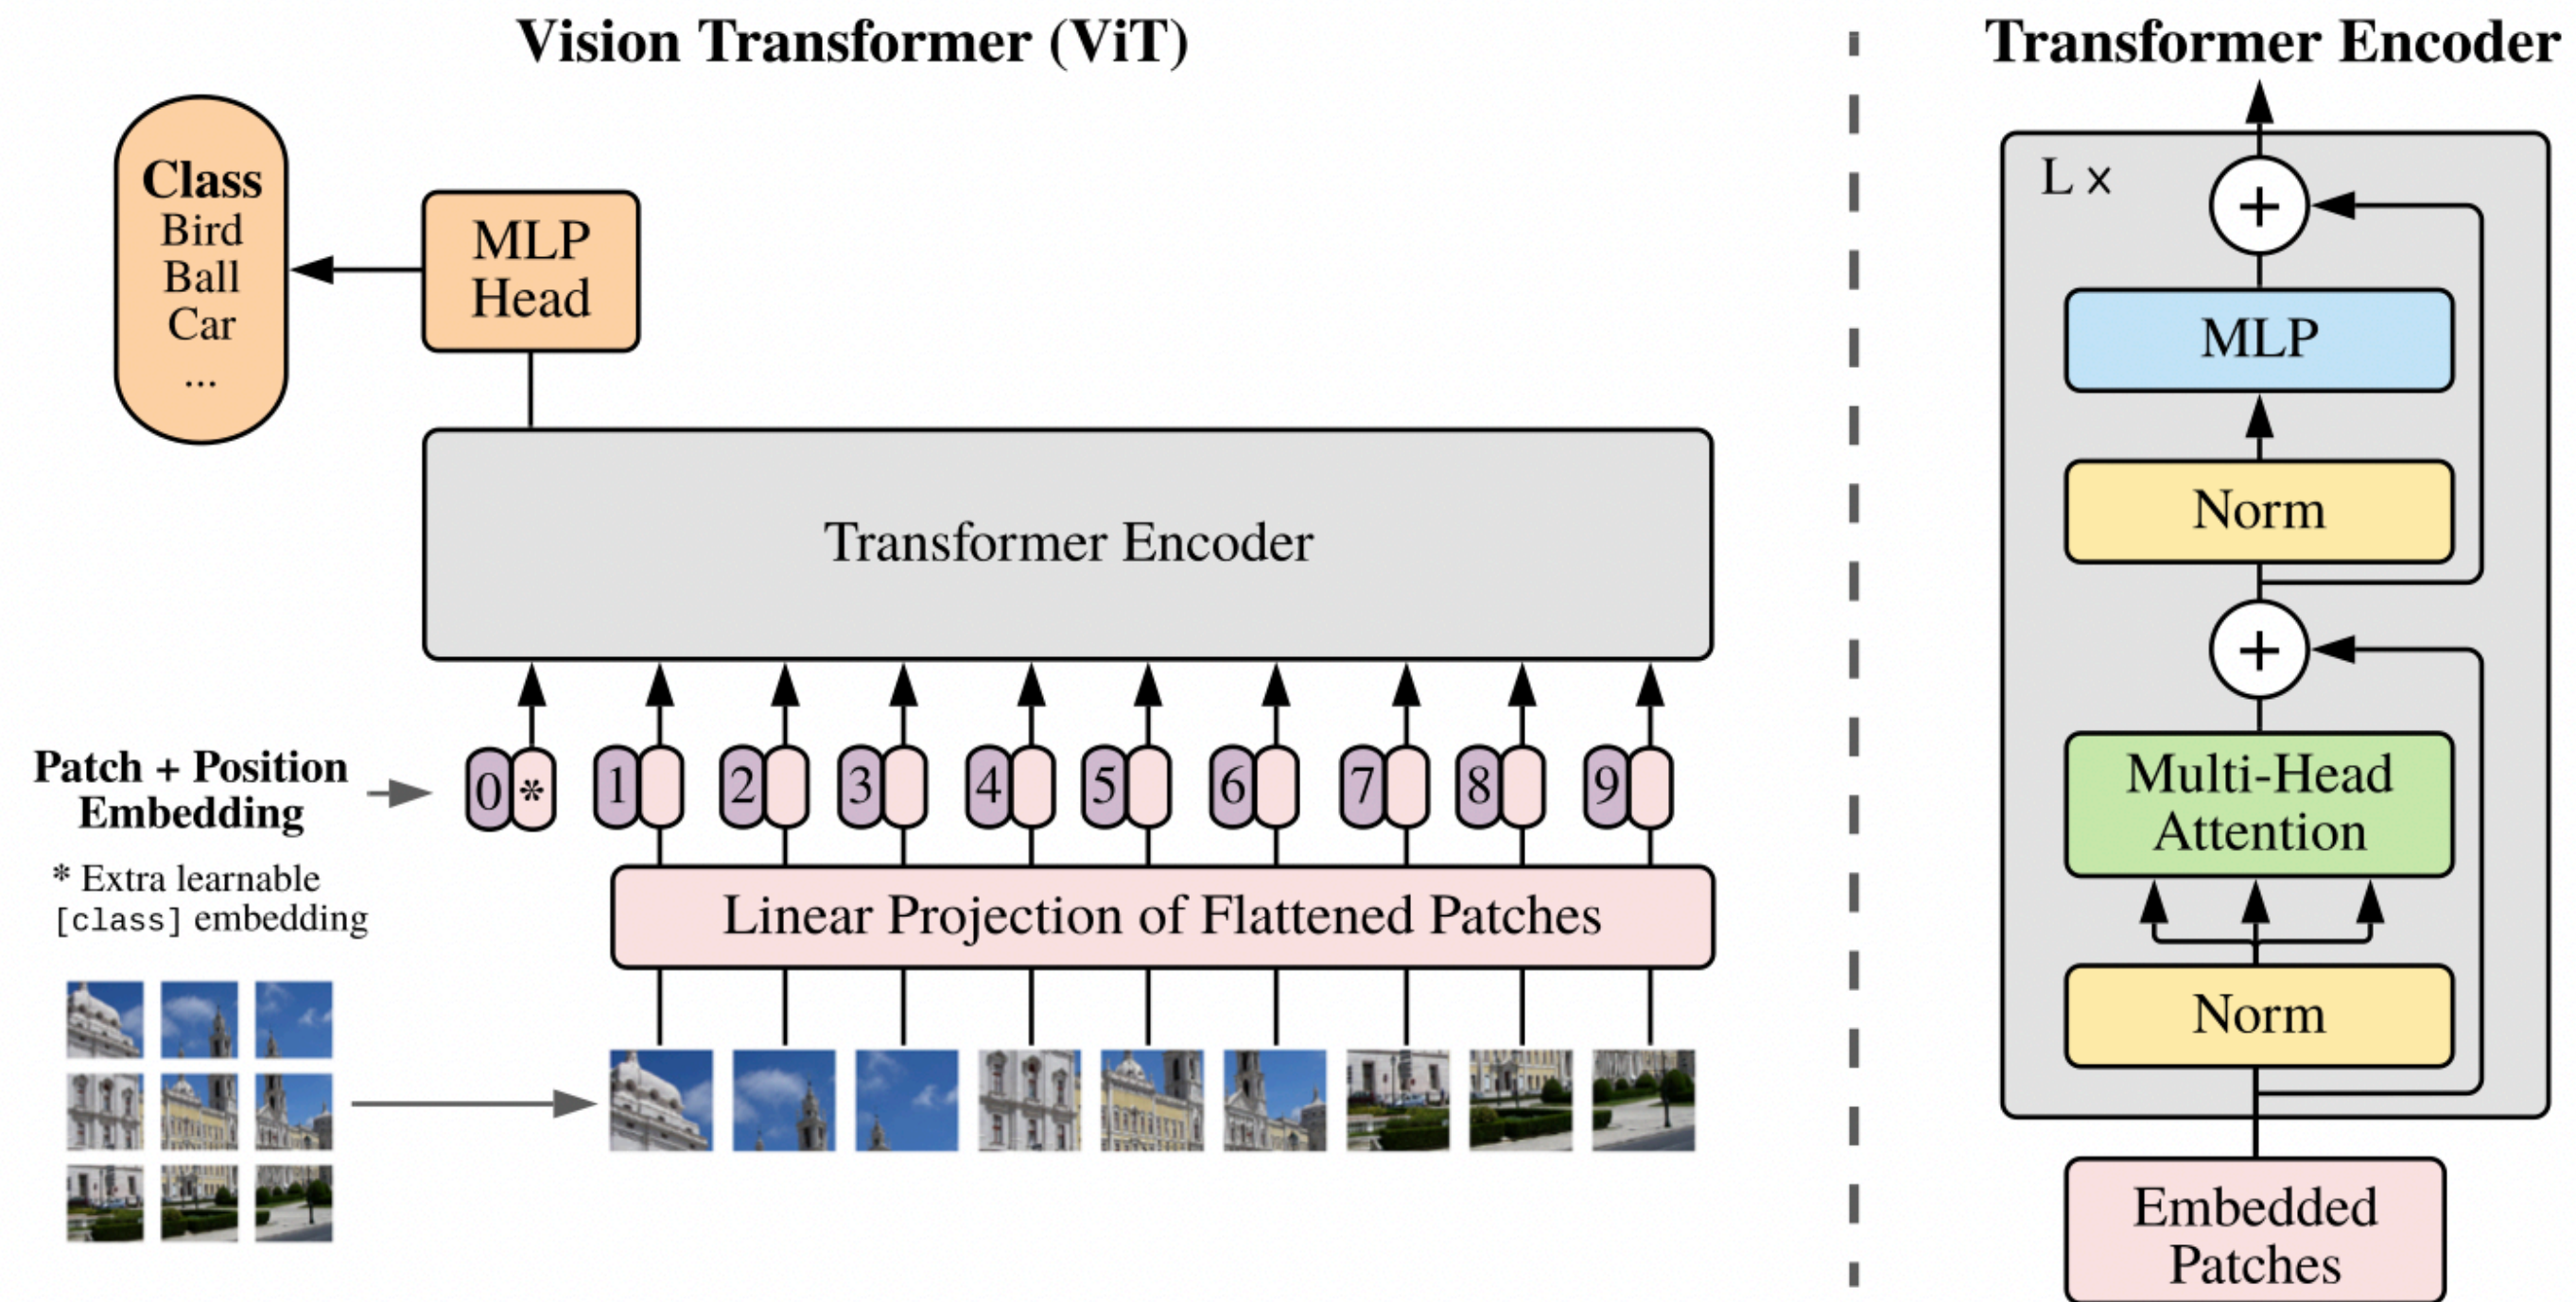 Vision Transformer (ViT)
Class
Bird
Ball
Car
...
MLP
Head
Transformer Encoder
Patch + Position
Embedding
* Extra learnable
[class] embedding
0 * 1 2 3 4 5 6 7 8 9
Linear Projection of Flattened Patches
Transformer Encoder
L ×
+
MLP
Norm
+
Multi-Head
Attention
Norm
Embedded
Patches